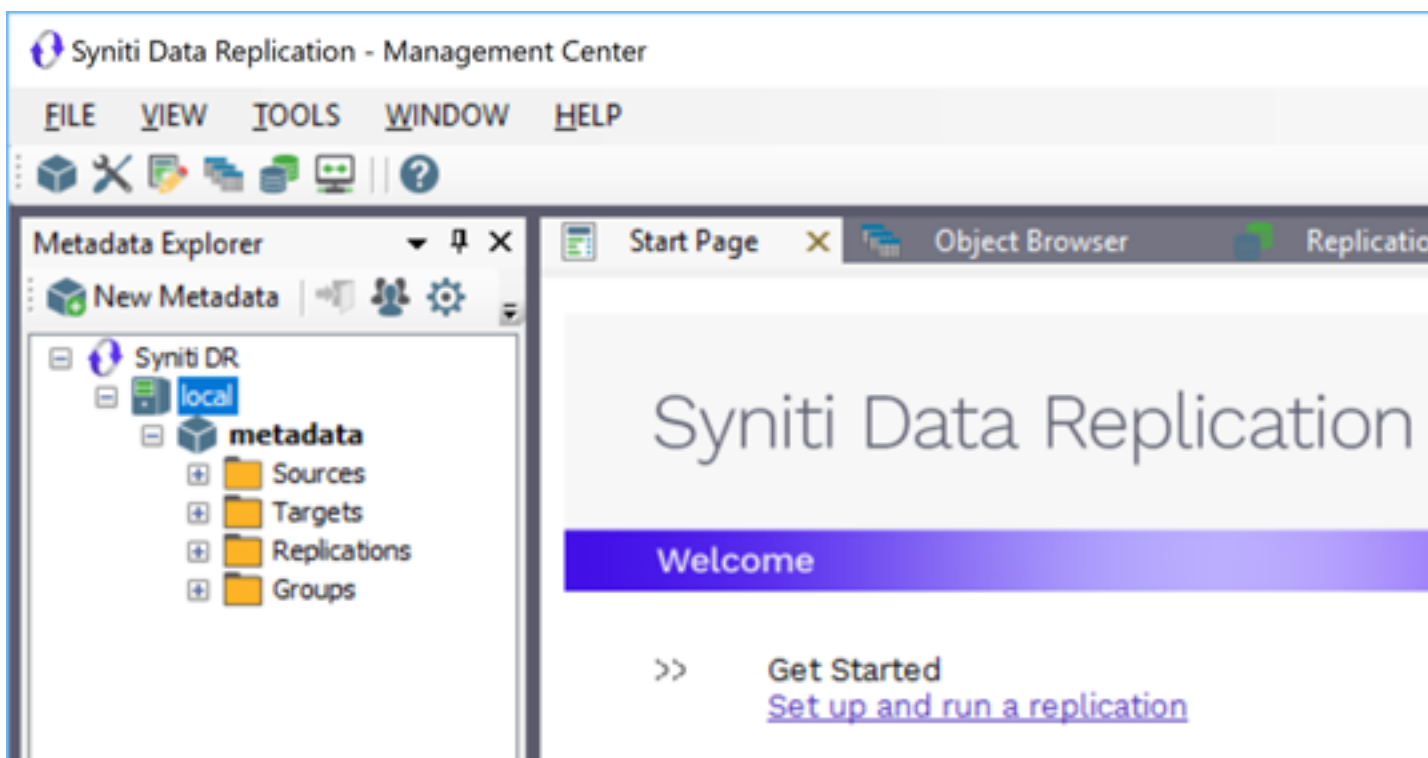 Syniti Data Replication - Management Center
FILE VIEW TOOLS WINDOW HELP
Metadata Explorer
New Metadata
Syniti DR
local
metadata
Sources
Targets
Replications
Groups
Start Page Object Browser Replicatio
Syniti Data Replication
Welcome
>> Get Started
Set up and run a replication